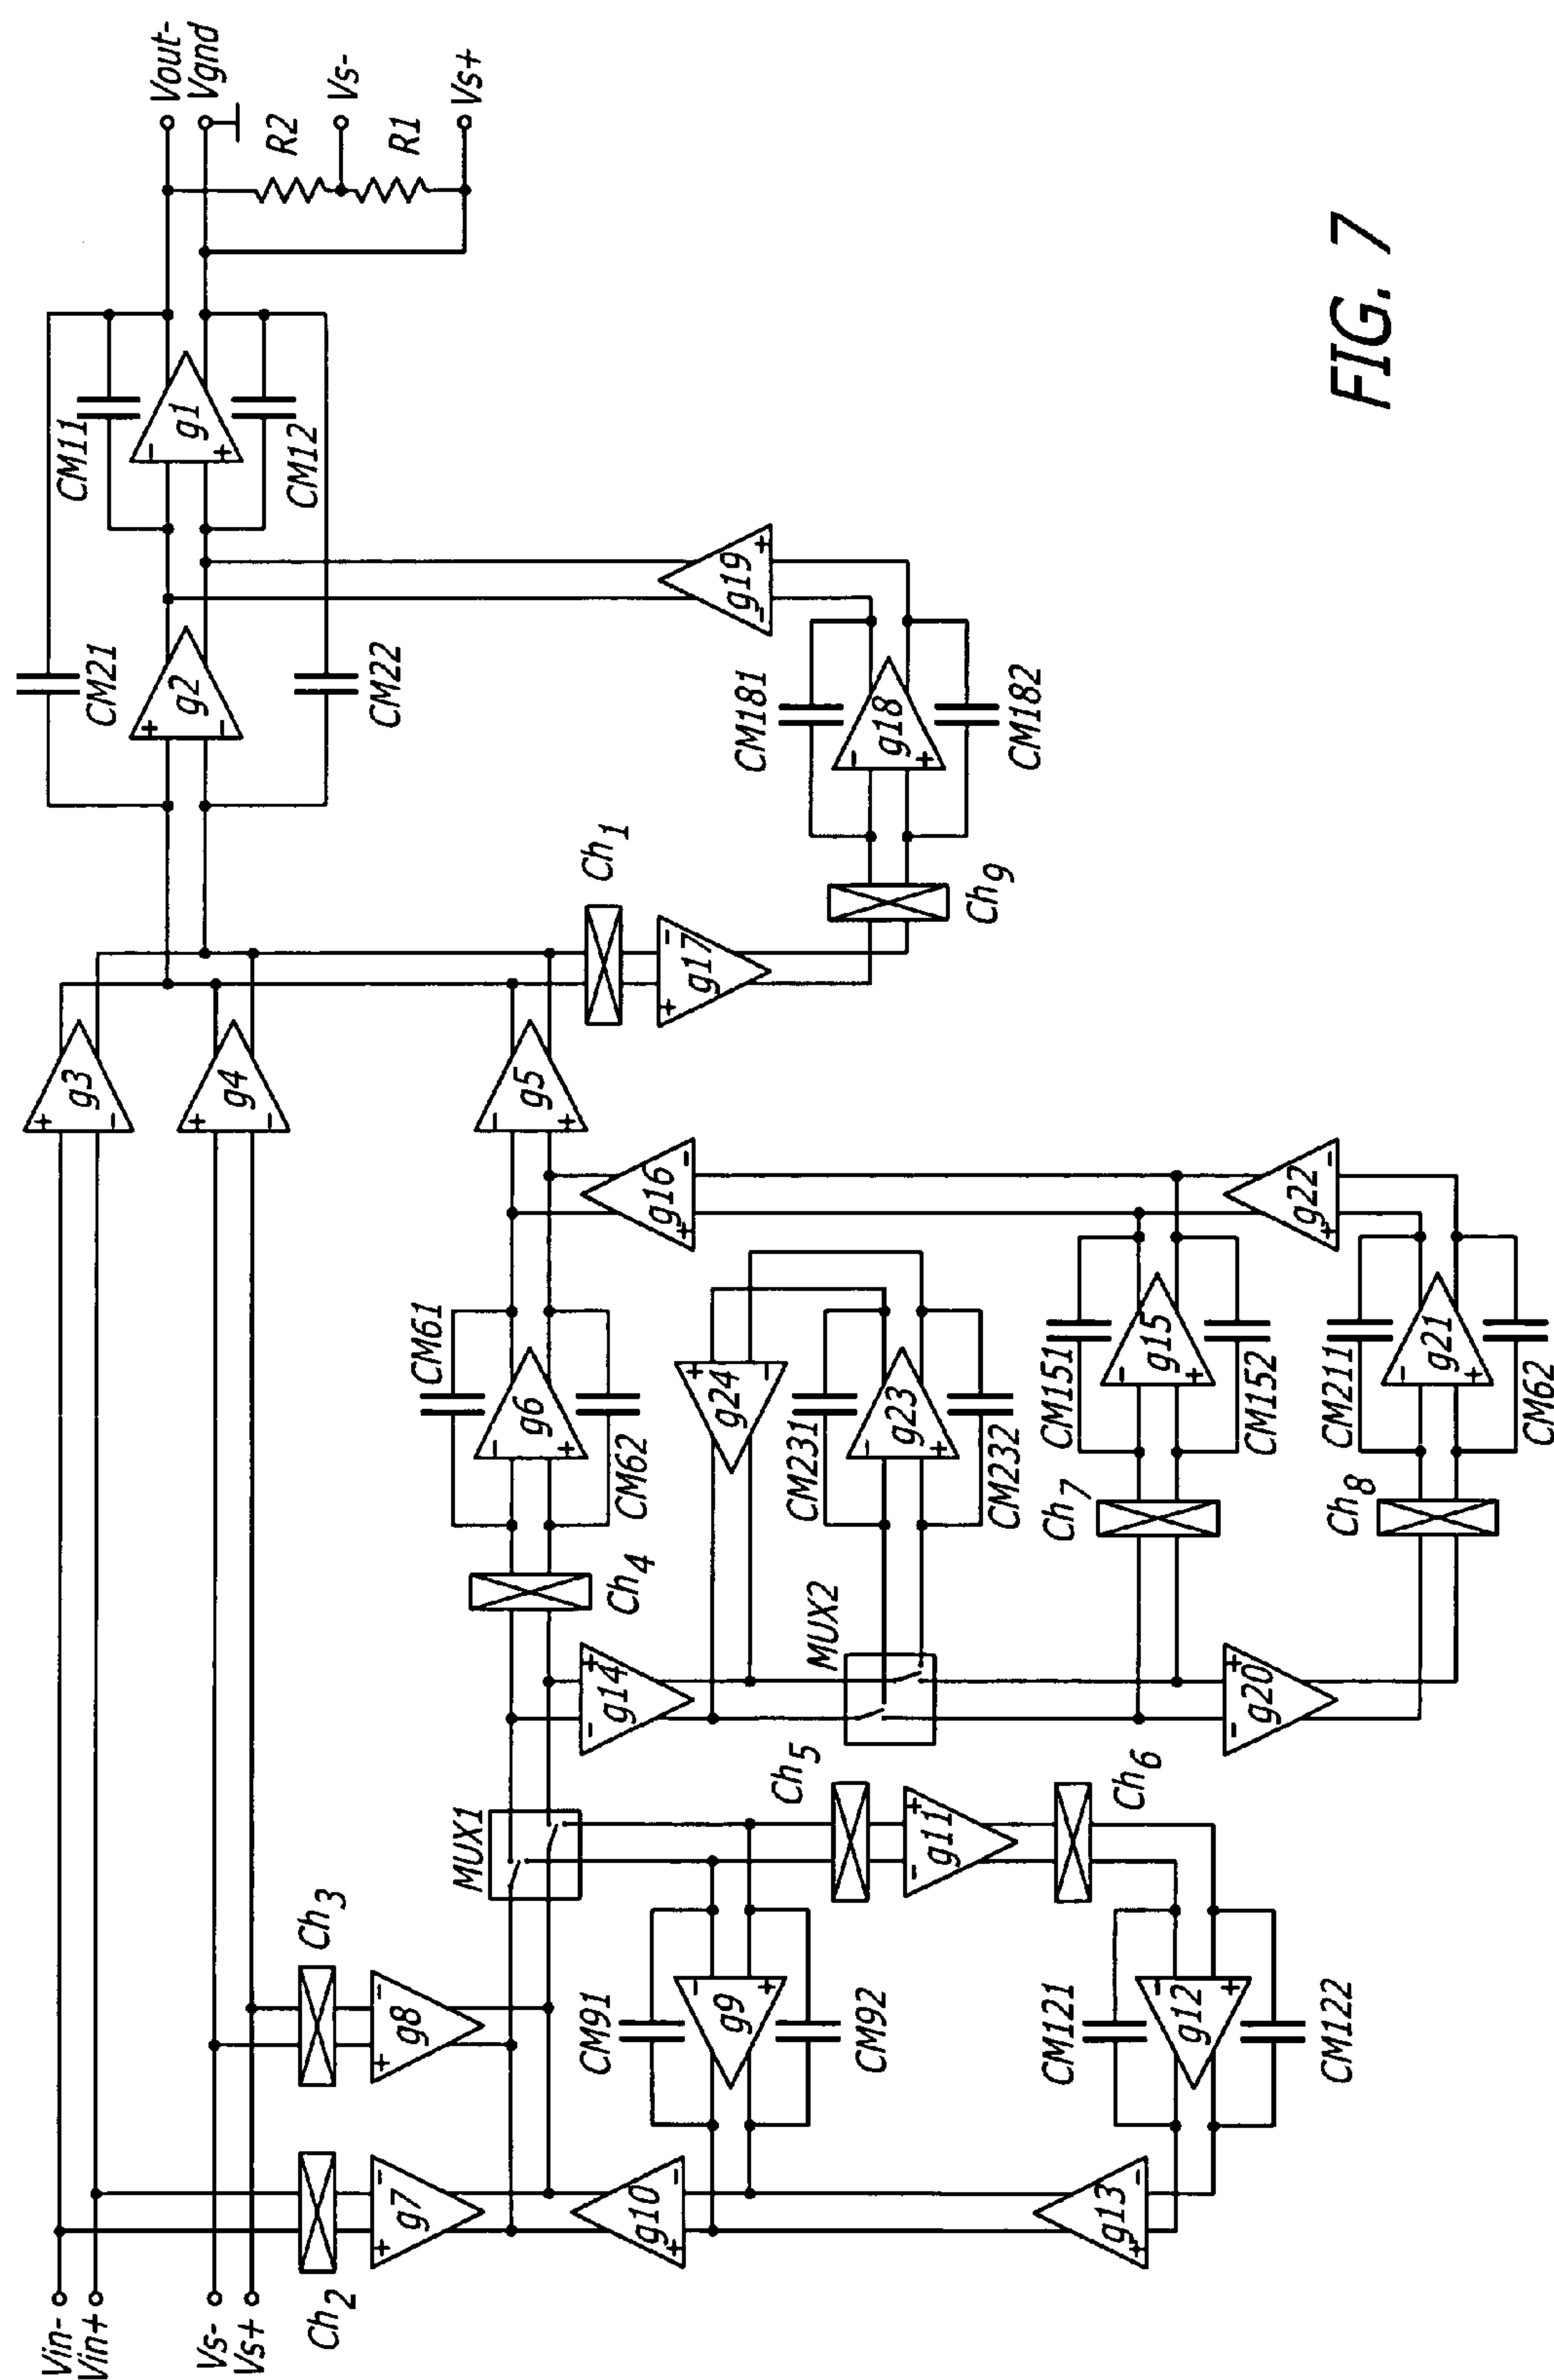 Vin-
Vin+
Vs-
Vs+
Ch2
Ch3
+ g7 -
+ g8 -
+ g3 -
+ g4 -
MUX1
- g9 +
CM91
CM92
+ g10 -
- g11 +
Ch5
Ch6
- g12 +
CM121
CM122
+ g13 -
- g14 +
Ch4
- g6 +
CM61
CM62
- g5 +
+ g16 -
+ g24 -
MUX2
- g23 +
CM231
CM232
Ch7
- g15 +
CM151
CM152
- g20 +
Ch8
- g21 +
CM211
CM62
+ g22 -
Ch1
+ g17 -
Ch9
- g18 +
CM181
CM182
- g19 +
+ g2 -
CM21
CM22
- g1 +
CM11
CM12
Vout-
Vgnd
R2
Vs-
R1
Vs+
FIG. 7